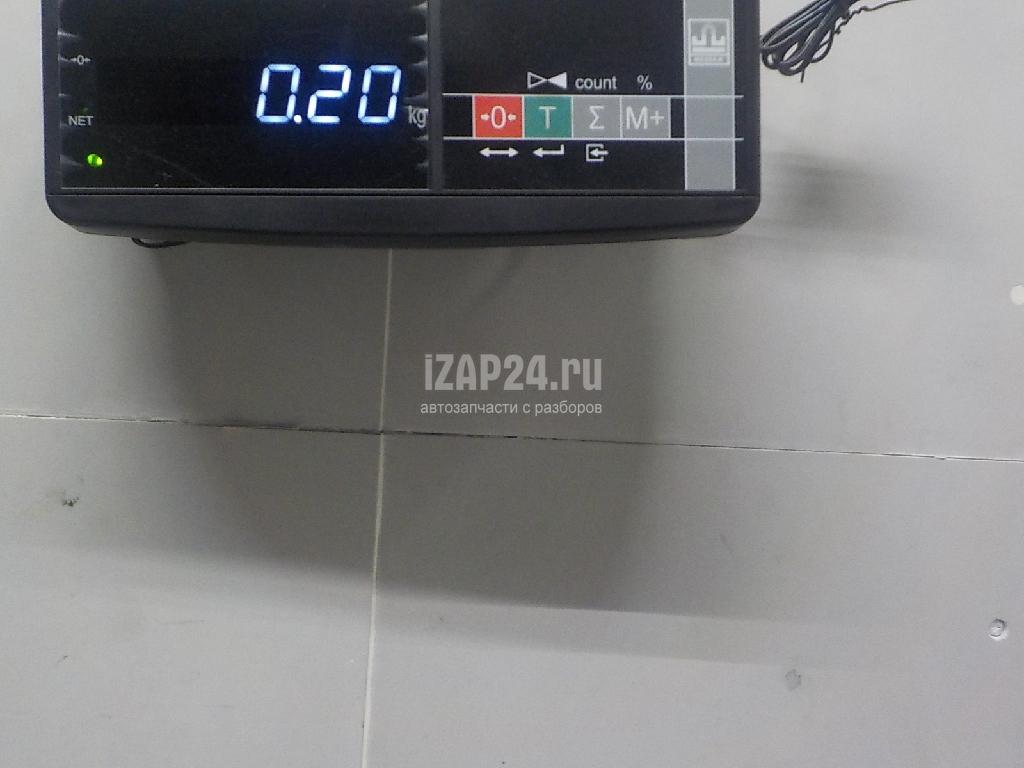 →0←
0.20
kg
NET
count %
→0← T Σ M+
iZAP24.ru
автозапчасти с разборов